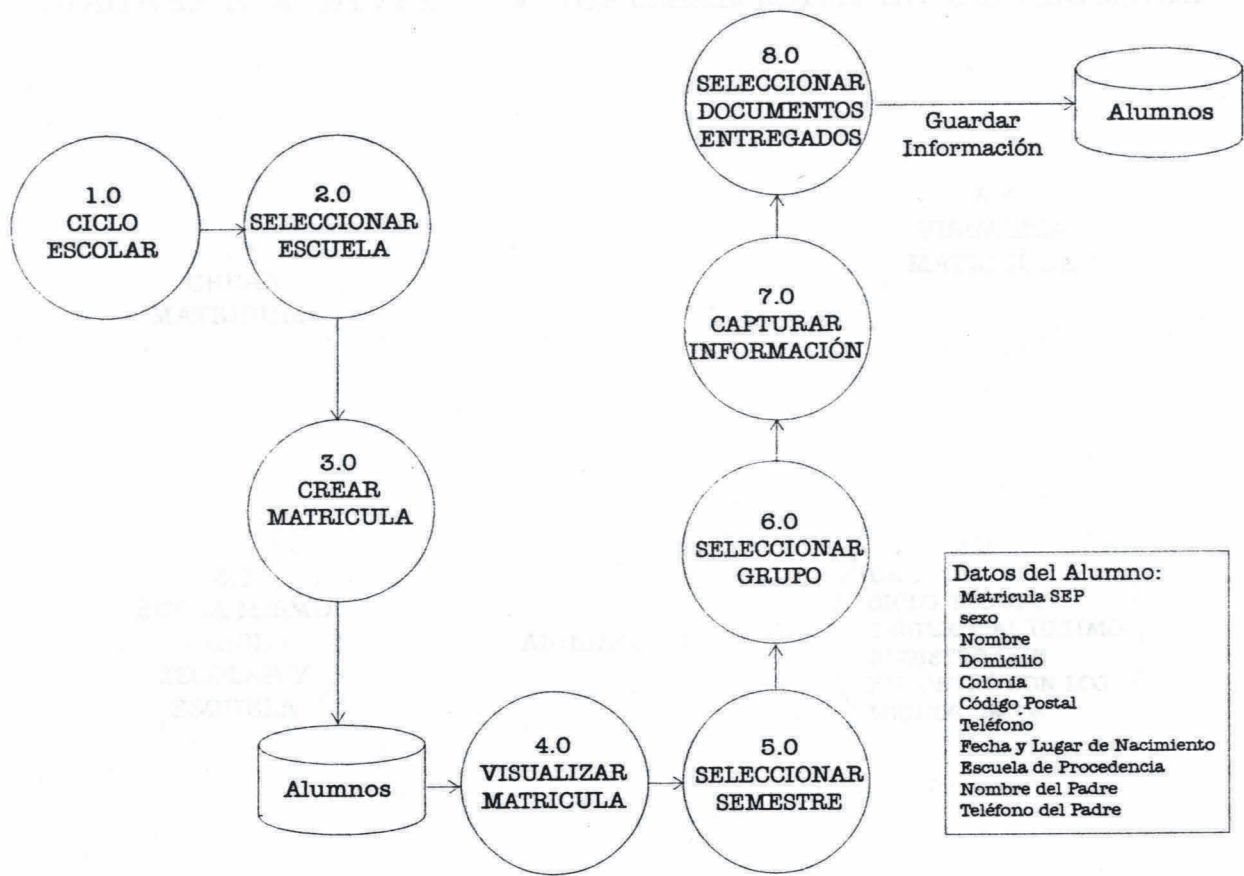 1.0
CICLO
ESCOLAR
2.0
SELECCIONAR
ESCUELA
3.0
CREAR
MATRICULA
Alumnos
4.0
VISUALIZAR
MATRICULA
5.0
SELECCIONAR
SEMESTRE
6.0
SELECCIONAR
GRUPO
7.0
CAPTURAR
INFORMACIÓN
8.0
SELECCIONAR
DOCUMENTOS
ENTREGADOS
Guardar
Información
Alumnos
Datos del Alumno:
Matricula SEP
sexo
Nombre
Domicilio
Colonia
Código Postal
Teléfono
Fecha y Lugar de Nacimiento
Escuela de Procedencia
Nombre del Padre
Teléfono del Padre